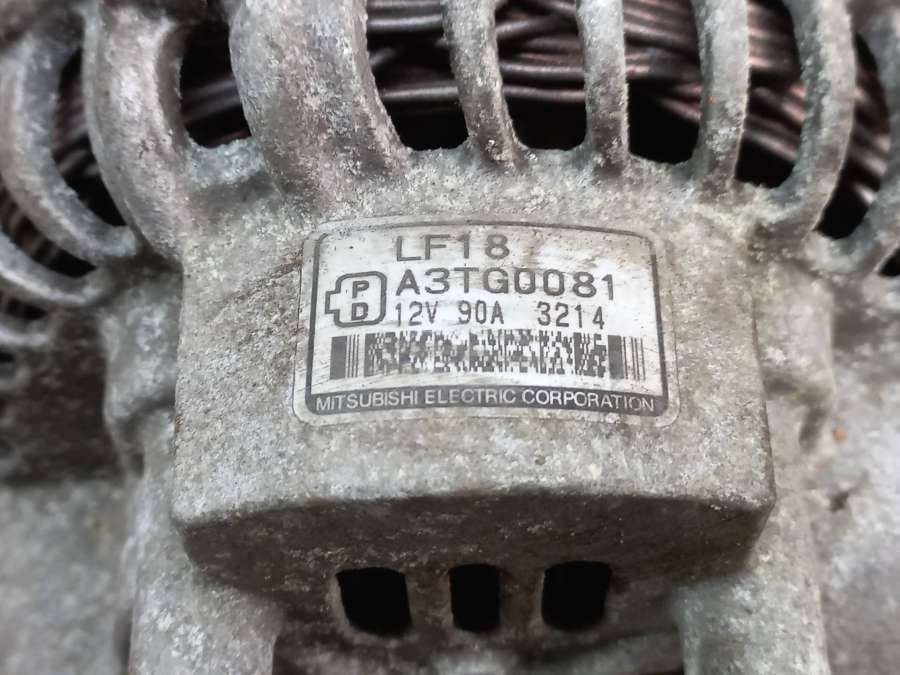 LF18
A3TG0081
P
D
12V 90A 3214
MITSUBISHI ELECTRIC CORPORATION